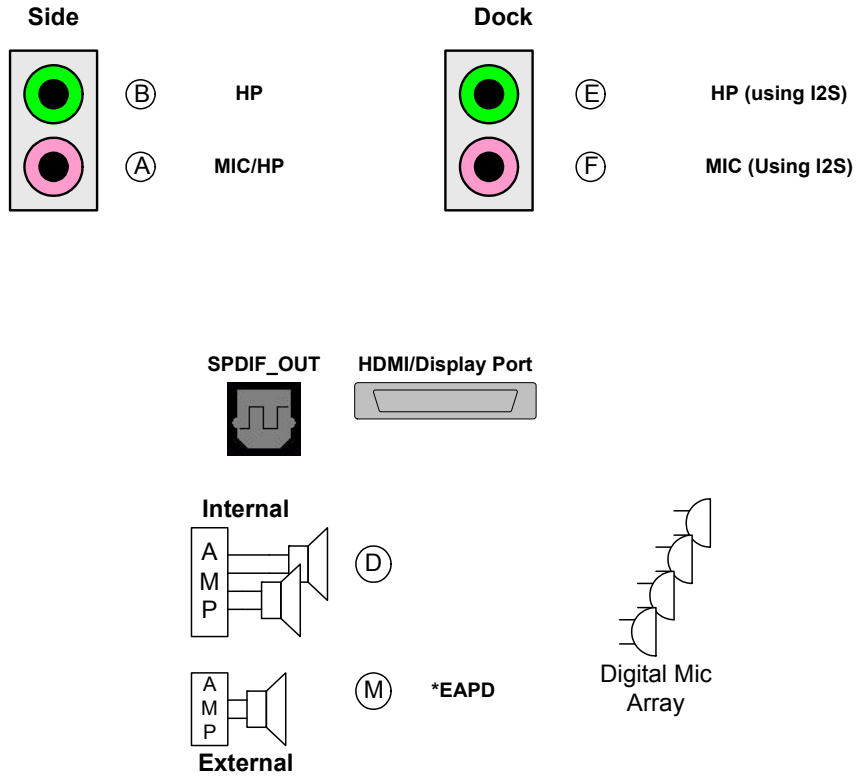 Side
Dock
B
HP
E
HP (using I2S)
A
MIC/HP
F
MIC (Using I2S)
SPDIF_OUT
HDMI/Display Port
Internal
A
M
P
D
Digital Mic
Array
A
M
P
M
*EAPD
External